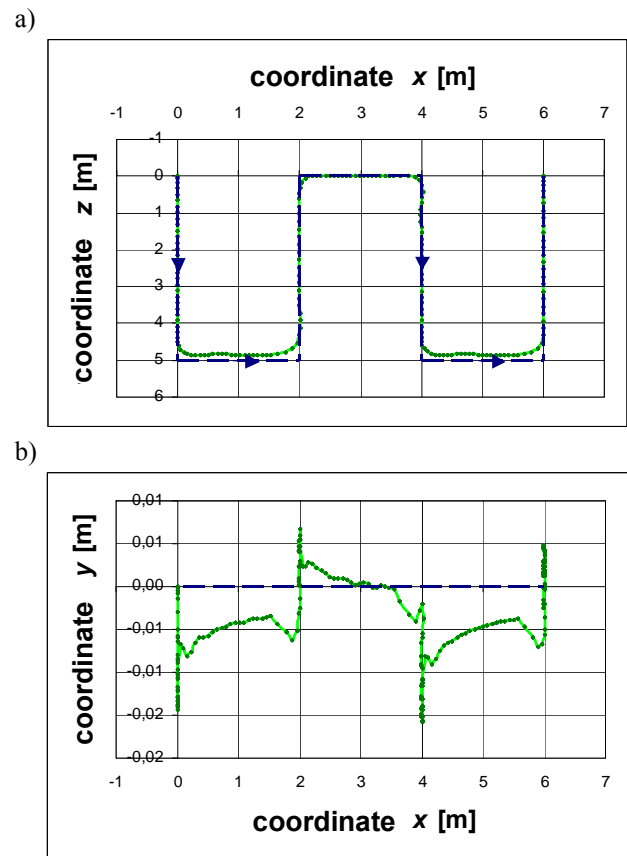 a)
coordinate x [m]
-1 0 1 2 3 4 5 6 7
coordinate z [m]
-1
0
1
2
3
4
5
6
b)
coordinate y [m]
0,01
0,01
0,00
-0,01
-0,01
-0,02
-0,02
-1 0 1 2 3 4 5 6 7
coordinate x [m]